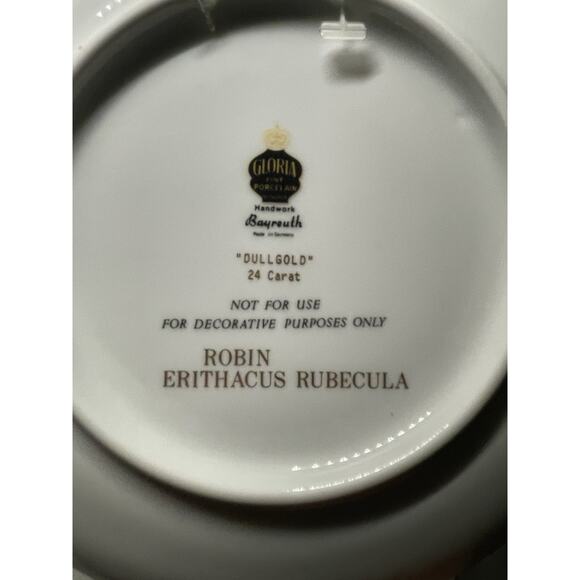 GLORIA
FINE
PORCELAIN
Handwork
Bayreuth
Made in Germany
"DULLGOLD"
24 Carat
NOT FOR USE
FOR DECORATIVE PURPOSES ONLY
ROBIN
ERITHACUS RUBECULA